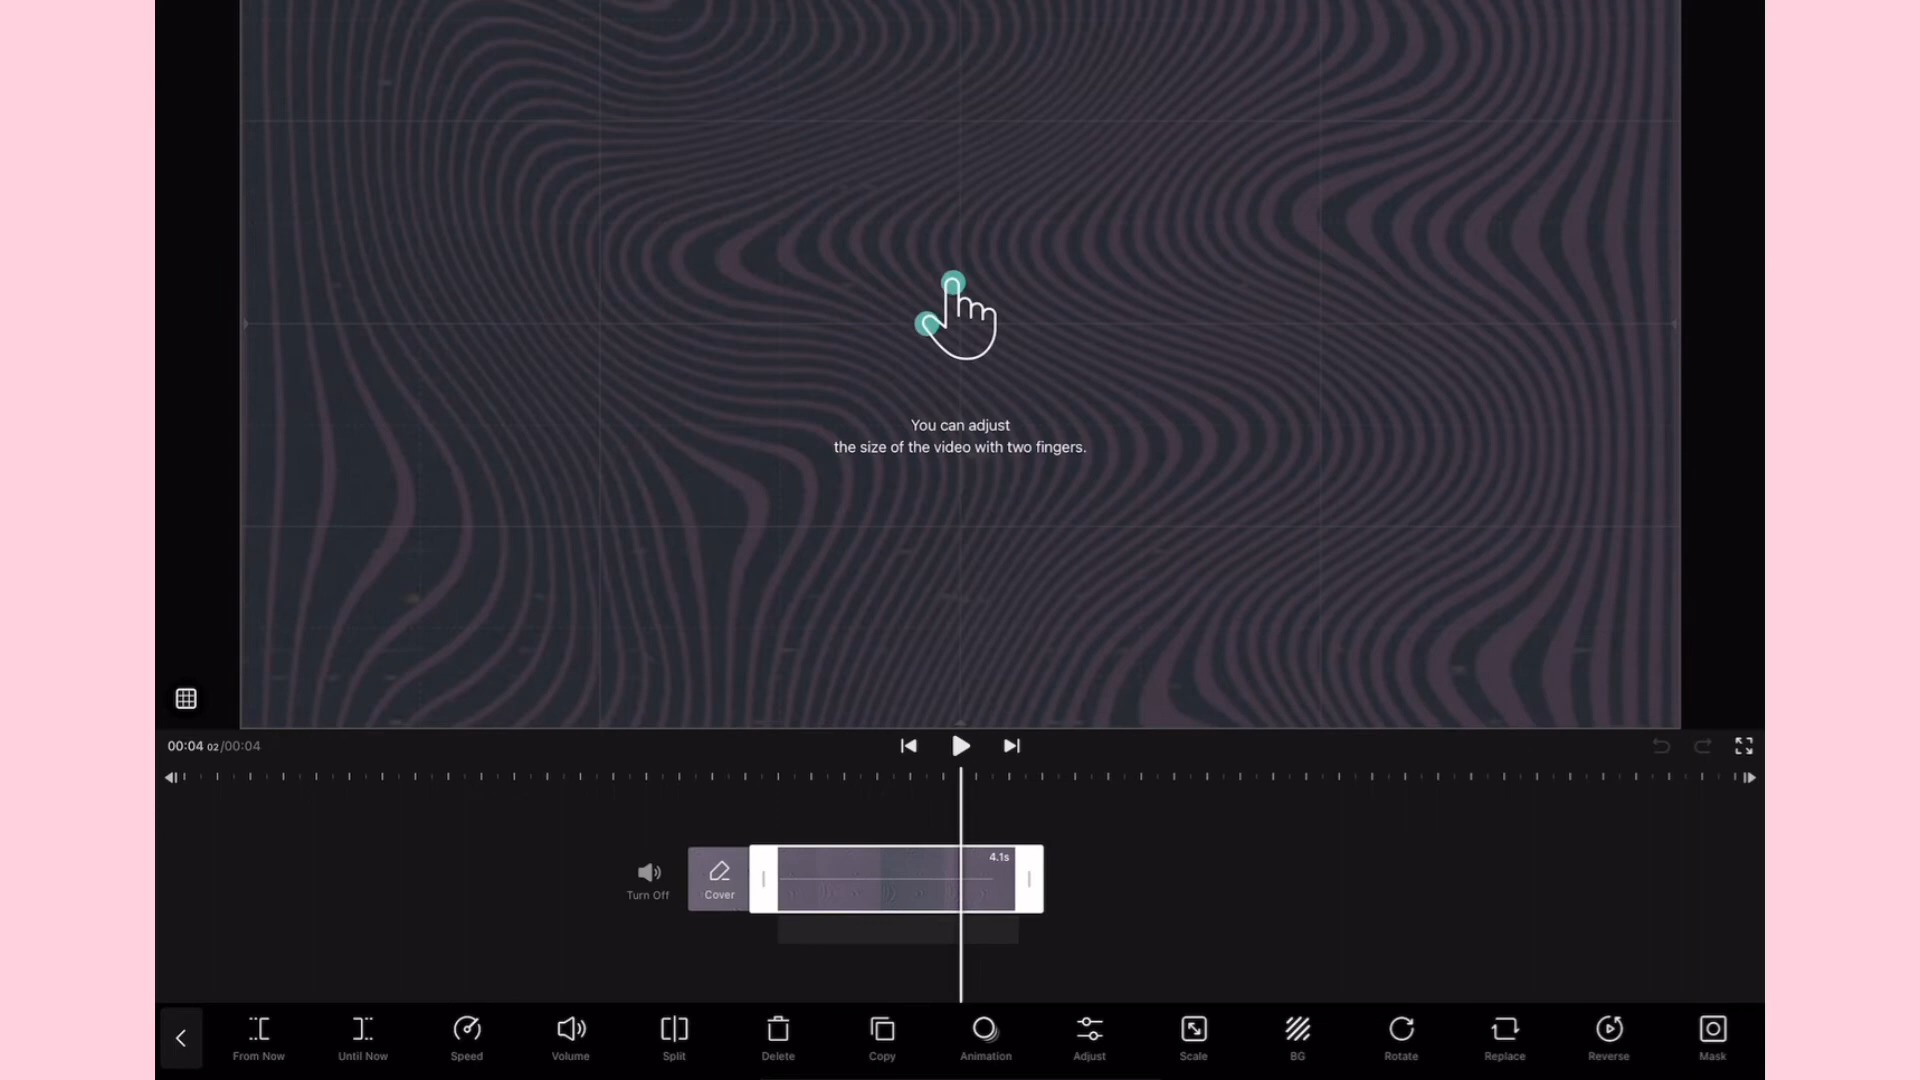 You can adjust
the size of the video with two fingers.
00:04 02/00:04
4.1s
Turn Off
Cover
From Now
Until Now
Speed
Volume
Split
Delete
Copy
Animation
Adjust
Scale
BG
Rotate
Replace
Reverse
Mask